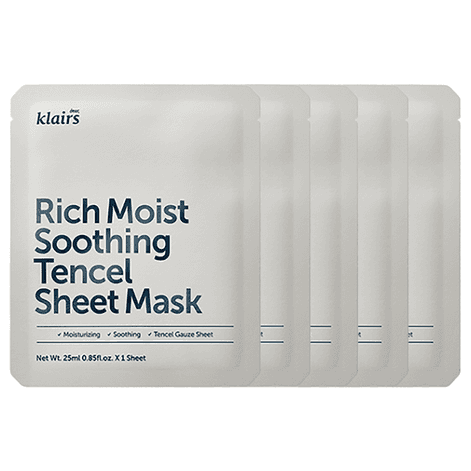 dear,
klairs
Rich Moist
Soothing
Tencel
Sheet Mask
✓ Moisturizing ✓ Soothing ✓ Tencel Gauze Sheet
Net Wt. 25ml 0.85fl.oz. X 1 Sheet